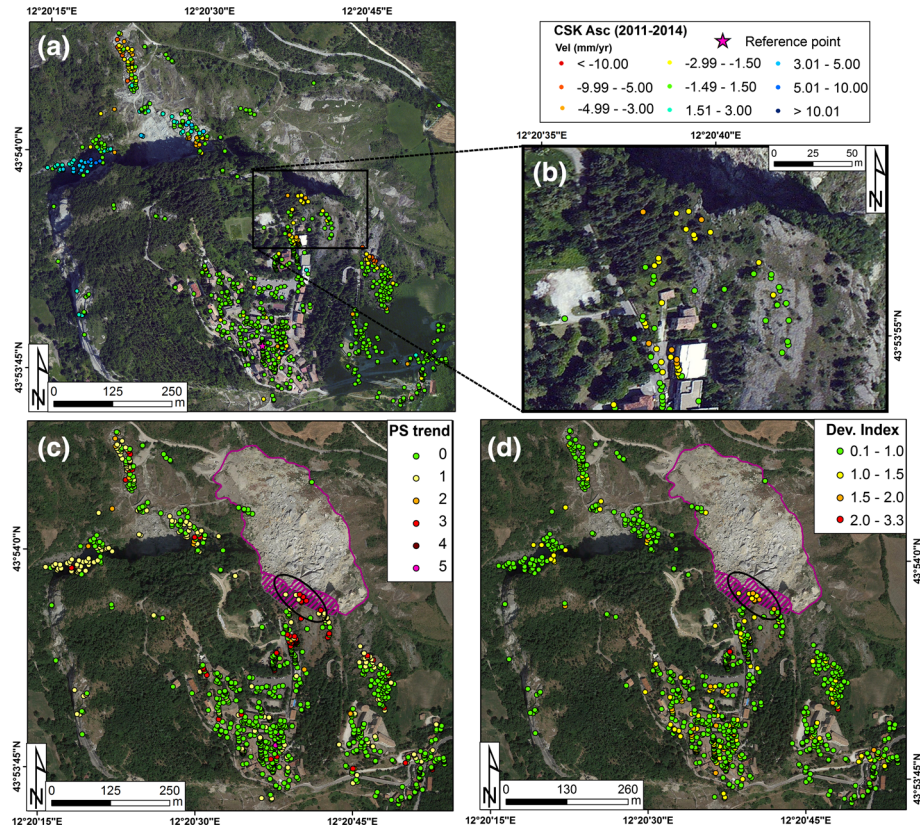 12°20'15"E 12°20'30"E 12°20'45"E
(a)
43°54'0"N
43°53'45"N
N
0 125 250
m
CSK Asc (2011-2014)
Vel (mm/yr)
Reference point
< -10.00
-2.99 - -1.50
3.01 - 5.00
-9.99 - -5.00
-1.49 - 1.50
5.01 - 10.00
-4.99 - -3.00
1.51 - 3.00
> 10.01
12°20'35"E 12°20'40"E
(b)
0 25 50
m
N
43°53'55"N
(c)
PS trend
0
1
2
3
4
5
43°54'0"N
43°53'45"N
N
0 125 250
m
12°20'15"E 12°20'30"E 12°20'45"E
(d)
Dev. Index
0.1 - 1.0
1.0 - 1.5
1.5 - 2.0
2.0 - 3.3
43°54'0"N
43°53'45"N
N
0 130 260
m
12°20'15"E 12°20'30"E 12°20'45"E